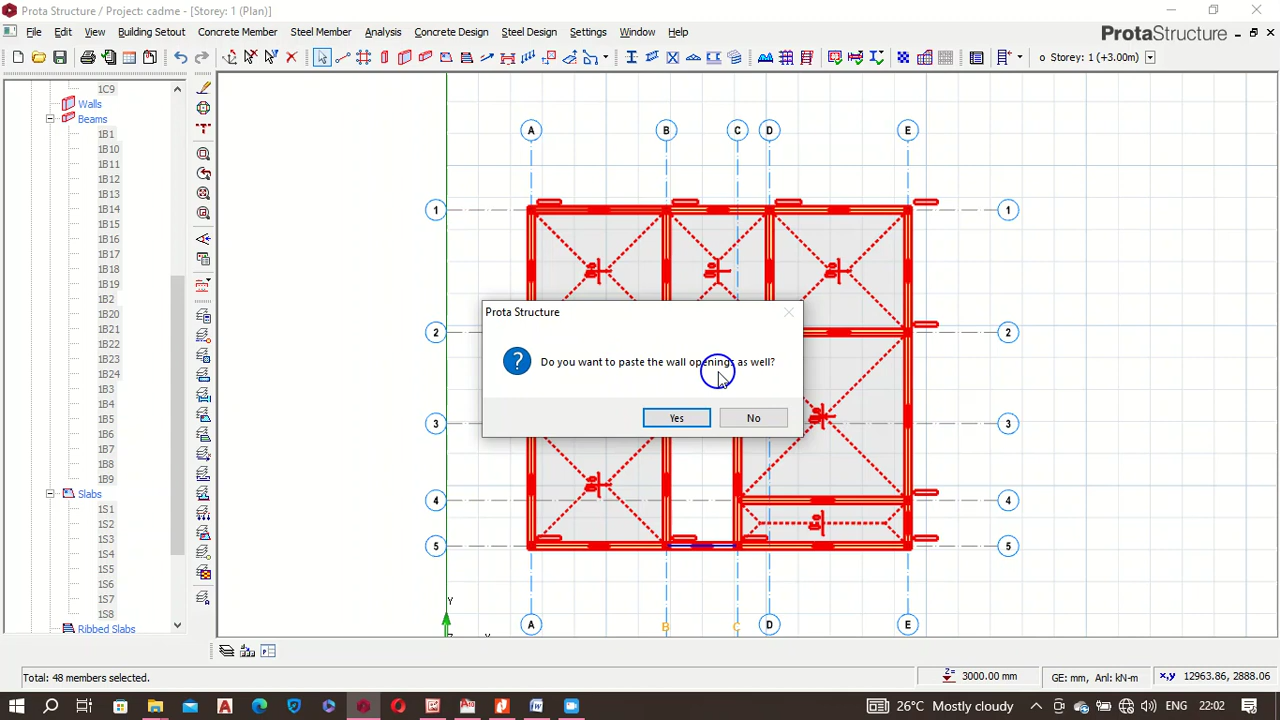 Prota Structure / Project: cadme - [Storey: 1 (Plan)]
File Edit View Building Setout Concrete Member Steel Member Analysis Concrete Design Steel Design Settings Window Help
ProtaStructure
o Storey: 1 (+3.00m)
1C9
Walls
Beams
1B1
1B10
1B11
1B12
1B13
1B14
1B15
1B16
1B17
1B18
1B19
1B2
1B20
1B21
1B22
1B23
1B24
1B3
1B4
1B5
1B6
1B7
1B8
1B9
Slabs
1S1
1S2
1S3
1S4
1S5
1S6
1S7
1S8
Ribbed Slabs
A B C D E
1 1
2 2
3 3
4 4
5 5
Y
A B C D E
X
Prota Structure
Do you want to paste the wall openings as well?
Yes No
Total: 48 members selected.
Z= 3000.00 mm
GE: mm, Anl: kN-m
x,y 12963.86, 2888.06
26°C Mostly cloudy
ENG 22:02